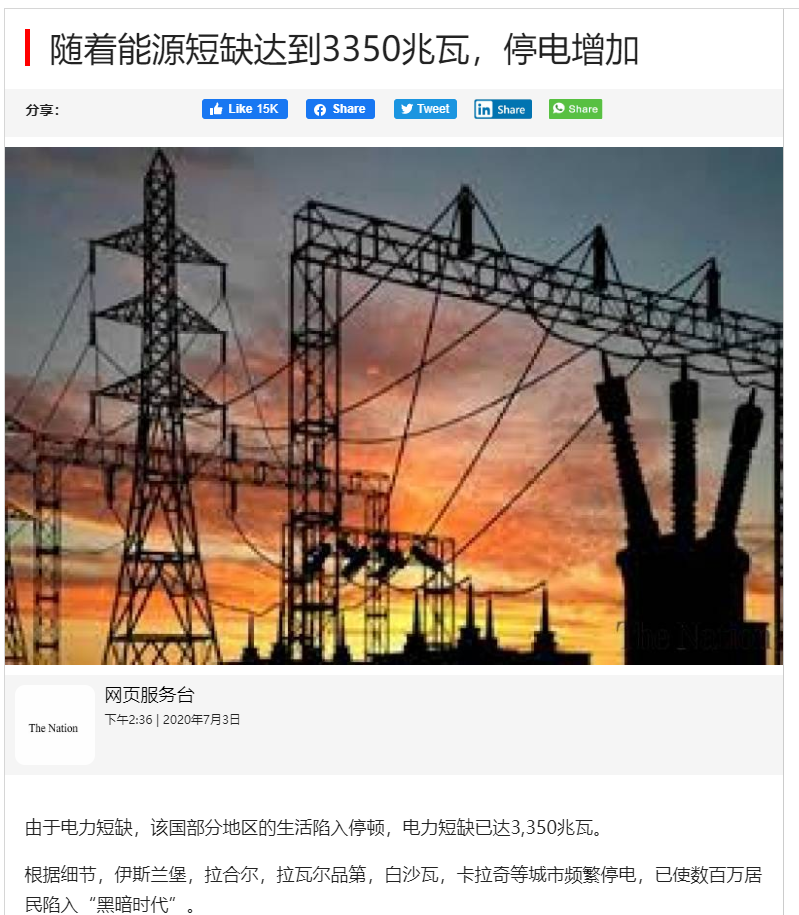 随着能源短缺达到3350兆瓦，停电增加
分享：
Like 15K
Share
Tweet
Share
Share
The Nation
网页服务台
The Nation
下午2:36 | 2020年7月3日
由于电力短缺，该国部分地区的生活陷入停顿，电力短缺已达3,350兆瓦。
根据细节，伊斯兰堡，拉合尔，拉瓦尔品第，白沙瓦，卡拉奇等城市频繁停电，已使数百万居
民陷入“黑暗时代”。